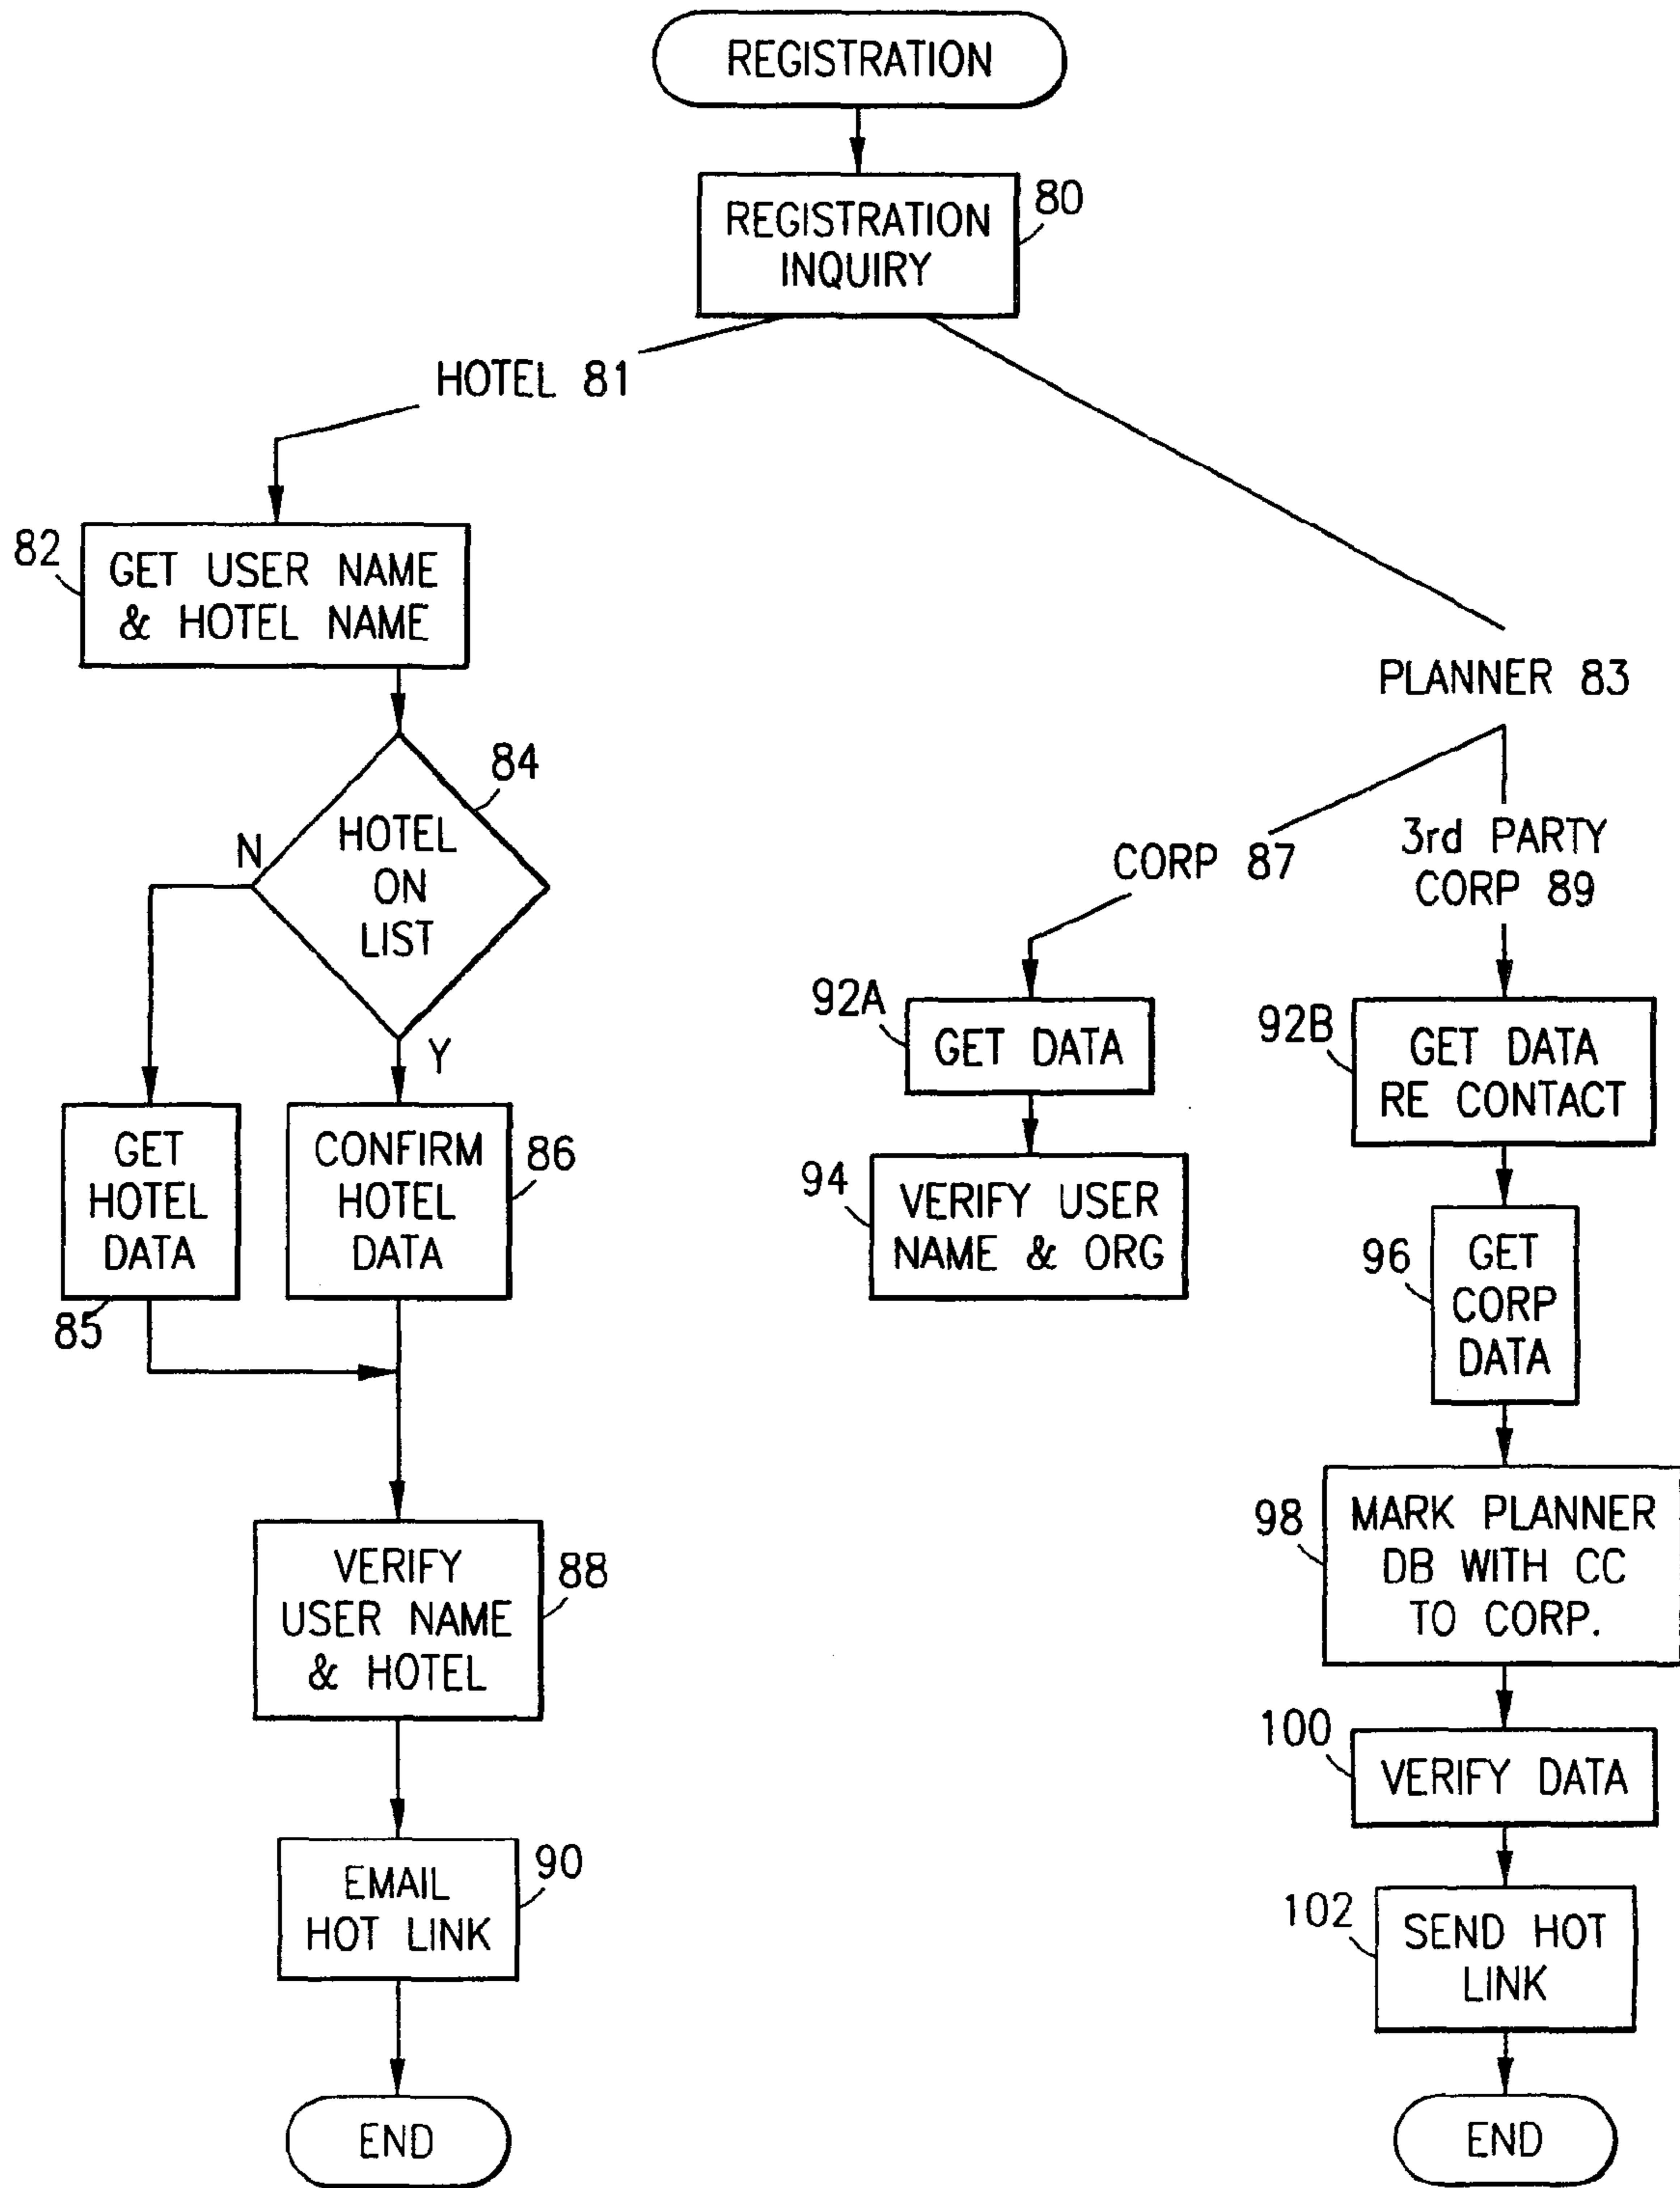 REGISTRATION
REGISTRATION
INQUIRY
80
HOTEL 81
82
GET USER NAME
& HOTEL NAME
PLANNER 83
84
HOTEL
ON
LIST
N
Y
CORP 87
3rd PARTY
CORP 89
92A
GET DATA
92B
GET DATA
RE CONTACT
GET
HOTEL
DATA
85
CONFIRM
HOTEL
DATA
86
94
VERIFY USER
NAME & ORG
96
GET
CORP
DATA
98
MARK PLANNER
DB WITH CC
TO CORP.
VERIFY
USER NAME
& HOTEL
88
100
VERIFY DATA
EMAIL
HOT LINK
90
102
SEND HOT
LINK
END
END